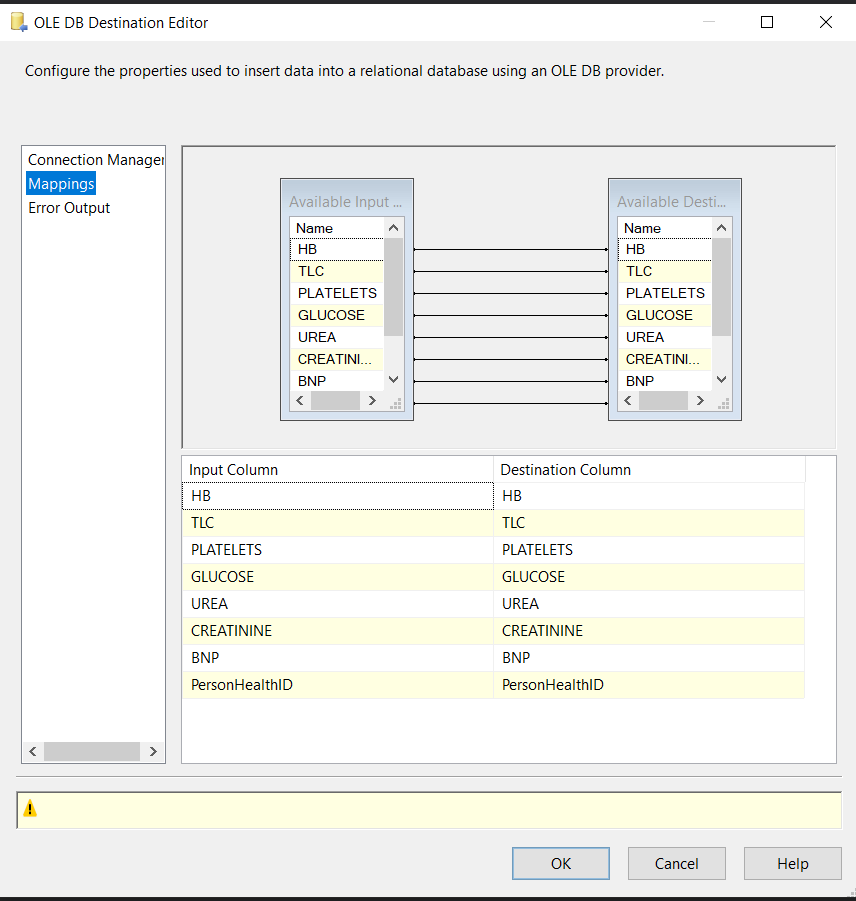 OLE DB Destination Editor
Configure the properties used to insert data into a relational database using an OLE DB provider.
Connection Manager
Mappings
Error Output
Available Input ...
Name
HB
TLC
PLATELETS
GLUCOSE
UREA
CREATINI...
BNP
Available Desti...
Name
HB
TLC
PLATELETS
GLUCOSE
UREA
CREATINI...
BNP
Input Column Destination Column
HB HB
TLC TLC
PLATELETS PLATELETS
GLUCOSE GLUCOSE
UREA UREA
CREATININE CREATININE
BNP BNP
PersonHealthID PersonHealthID
OK Cancel Help